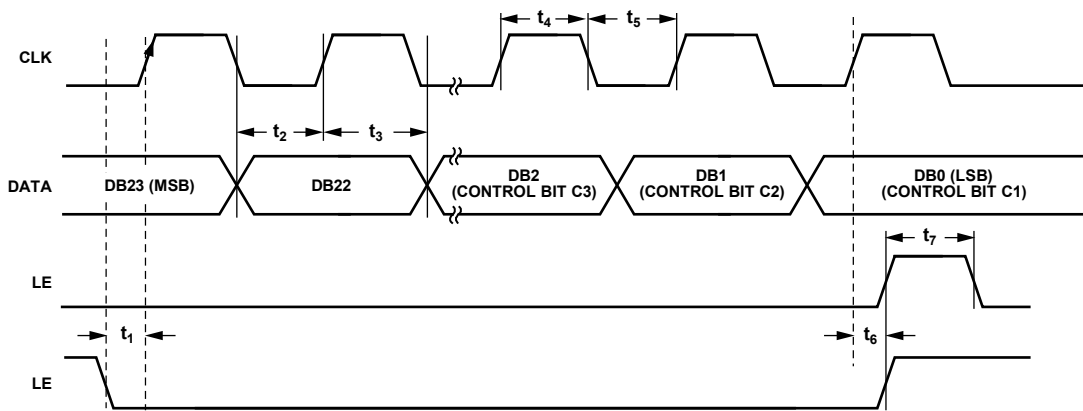 t4
t5
CLK
t2
t3
DATA
DB23 (MSB)
DB22
DB2
(CONTROL BIT C3)
DB1
(CONTROL BIT C2)
DB0 (LSB)
(CONTROL BIT C1)
t7
LE
t1
t6
LE